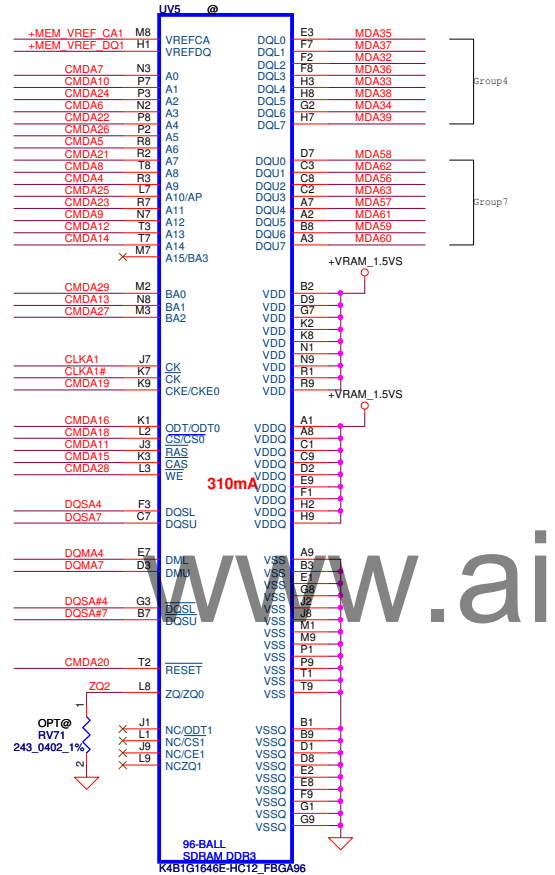 UV5 @
+MEM_VREF_CA1 M8 VREFCA DQL0 E3 MDA35
+MEM_VREF_DQ1 H1 VREFDQ DQL1 F7 MDA37
DQL2 F2 MDA32
CMDA7 N3 A0 DQL3 F8 MDA36
CMDA10 P7 A1 DQL4 H3 MDA33
CMDA24 P3 A2 DQL5 H8 MDA38
CMDA6 N2 A3 DQL6 G2 MDA34
CMDA22 P8 A4 DQL7 H7 MDA39
Group4
CMDA26 P2 A5
CMDA5 R8 A6
CMDA21 R2 A7 DQU0 D7 MDA58
CMDA8 T8 A8 DQU1 C3 MDA62
CMDA4 R3 A9 DQU2 C8 MDA56
CMDA25 L7 A10/AP DQU3 C2 MDA63
CMDA23 R7 A11 DQU4 A7 MDA57
CMDA9 N7 A12 DQU5 A2 MDA61
CMDA12 T3 A13 DQU6 B8 MDA59
CMDA14 T7 A14 DQU7 A3 MDA60
Group7
M7 A15/BA3
+VRAM_1.5VS
CMDA29 M2 BA0 VDD B2
CMDA13 N8 BA1 VDD D9
CMDA27 M3 BA2 VDD G7
VDD K2
VDD K8
VDD N1
CLKA1 J7 CK VDD N9
CLKA1# K7 CK VDD R1
CMDA19 K9 CKE/CKE0 VDD R9
+VRAM_1.5VS
CMDA16 K1 ODT/ODT0 VDDQ A1
CMDA18 L2 CS/CS0 VDDQ A8
CMDA11 J3 RAS VDDQ C1
CMDA15 K3 CAS VDDQ C9
CMDA28 L3 WE VDDQ D2
310mA VDDQ E9
VDDQ F1
DQSA4 F3 DQSL VDDQ H2
DQSA7 C7 DQSU VDDQ H9
DQMA4 E7 DML VSS A9
DQMA7 D3 DMU VSS B3
VSS E1
VSS G8
DQSA#4 G3 DQSL VSS J2
DQSA#7 B7 DQSU VSS J8
VSS M1
VSS M9
VSS P1
CMDA20 T2 RESET VSS P9
VSS T1
ZQ2 L8 ZQ/ZQ0 VSS T9
www.ai
1
OPT@
RV71
243_0402_1%
2
J1 NC/ODT1 VSSQ B1
L1 NC/CS1 VSSQ B9
J9 NC/CE1 VSSQ D1
L9 NCZQ1 VSSQ D8
VSSQ E2
VSSQ E8
VSSQ F9
VSSQ G1
VSSQ G9
96-BALL
SDRAM DDR3
K4B1G1646E-HC12_FBGA96